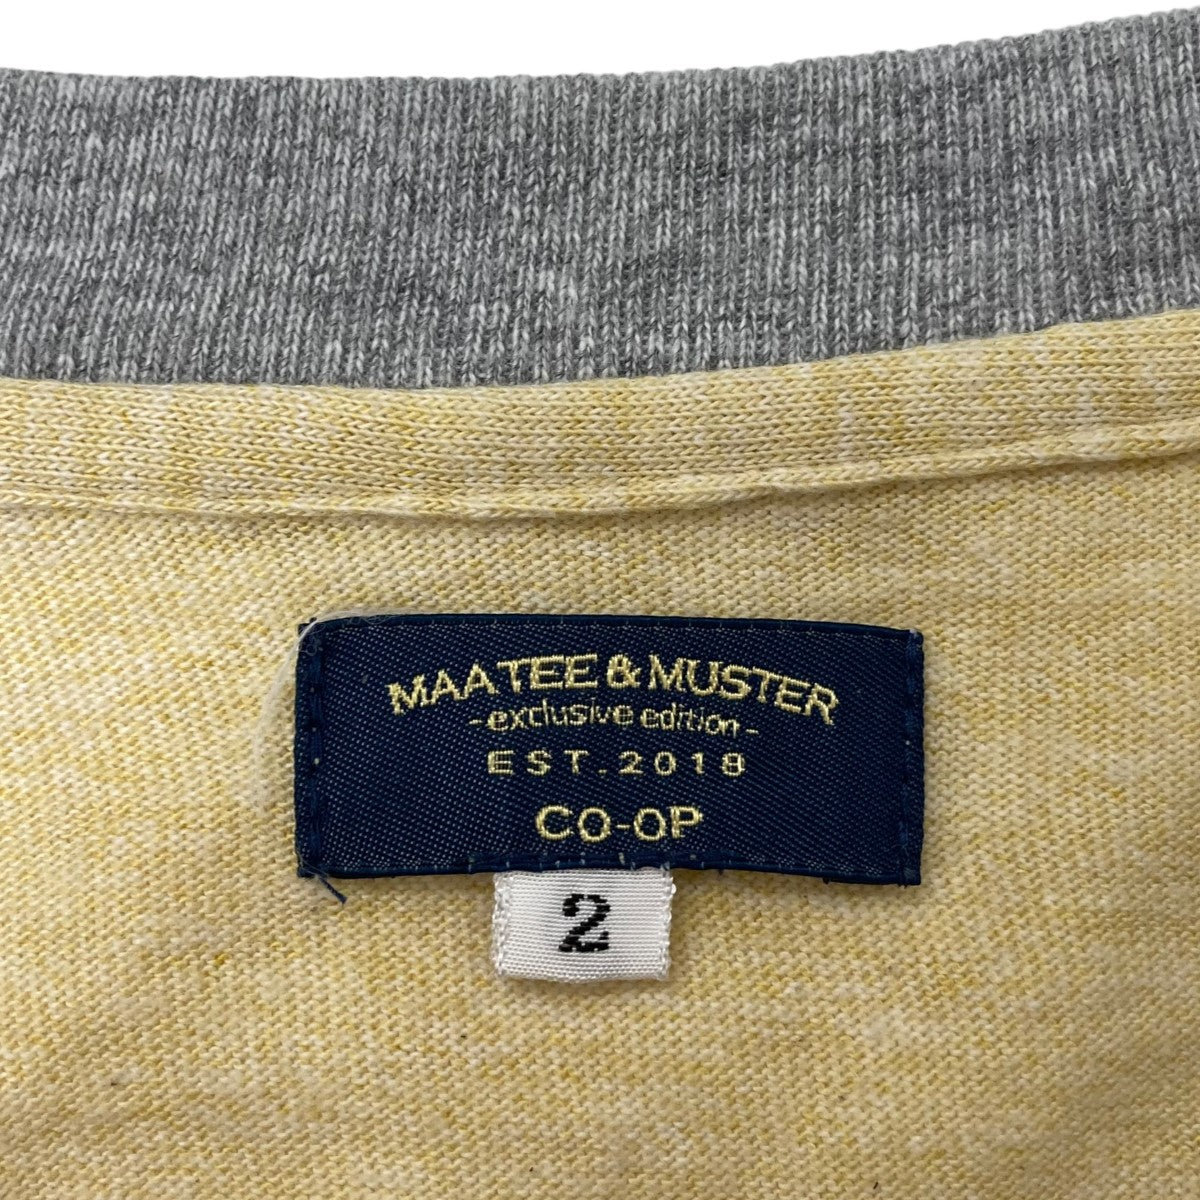 MAATEE & MUSTER
-exclusive edition-
EST.2018
CO-OP
2